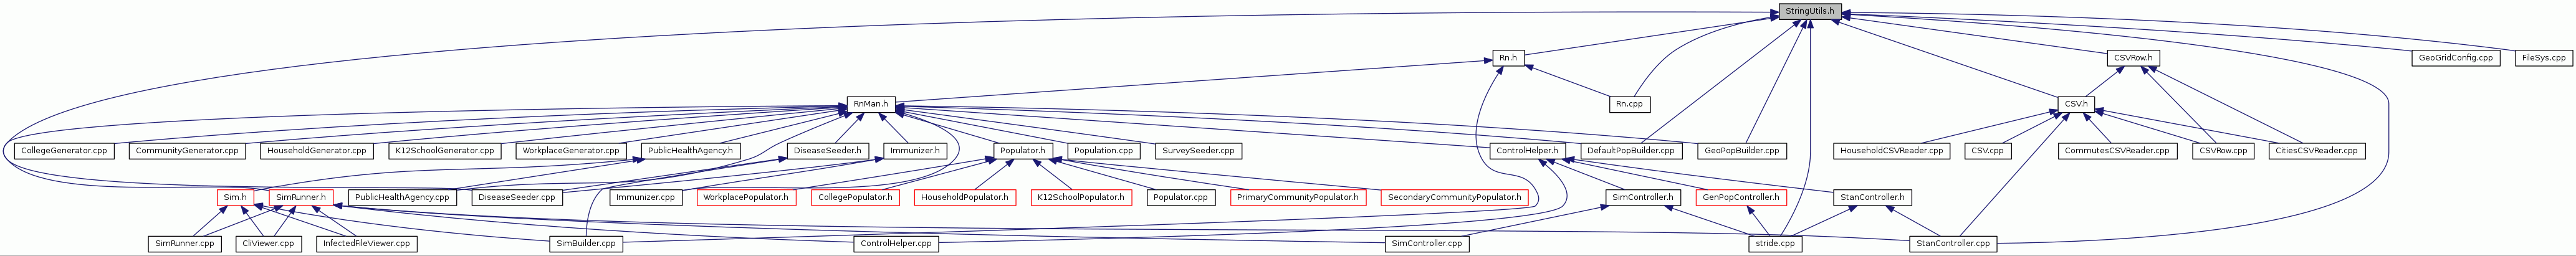 StringUtils.h
Rn.h
CSVRow.h
GeoGridConfig.cpp
FileSys.cpp
RnMan.h
Rn.cpp
CSV.h
CollegeGenerator.cpp
CommunityGenerator.cpp
HouseholdGenerator.cpp
K12SchoolGenerator.cpp
WorkplaceGenerator.cpp
PublicHealthAgency.h
DiseaseSeeder.h
Immunizer.h
Populator.h
Population.cpp
SurveySeeder.cpp
ControlHelper.h
DefaultPopBuilder.cpp
GeoPopBuilder.cpp
HouseholdCSVReader.cpp
CSV.cpp
CommutesCSVReader.cpp
CSVRow.cpp
CitiesCSVReader.cpp
Sim.h
SimRunner.h
PublicHealthAgency.cpp
DiseaseSeeder.cpp
Immunizer.cpp
WorkplacePopulator.h
CollegePopulator.h
HouseholdPopulator.h
K12SchoolPopulator.h
Populator.cpp
PrimaryCommunityPopulator.h
SecondaryCommunityPopulator.h
SimController.h
GenPopController.h
StanController.h
SimRunner.cpp
CliViewer.cpp
InfectedFileViewer.cpp
SimBuilder.cpp
ControlHelper.cpp
SimController.cpp
stride.cpp
StanController.cpp